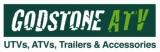 GODSTONE ATV
UTVs, ATVs, Trailers & Accessories